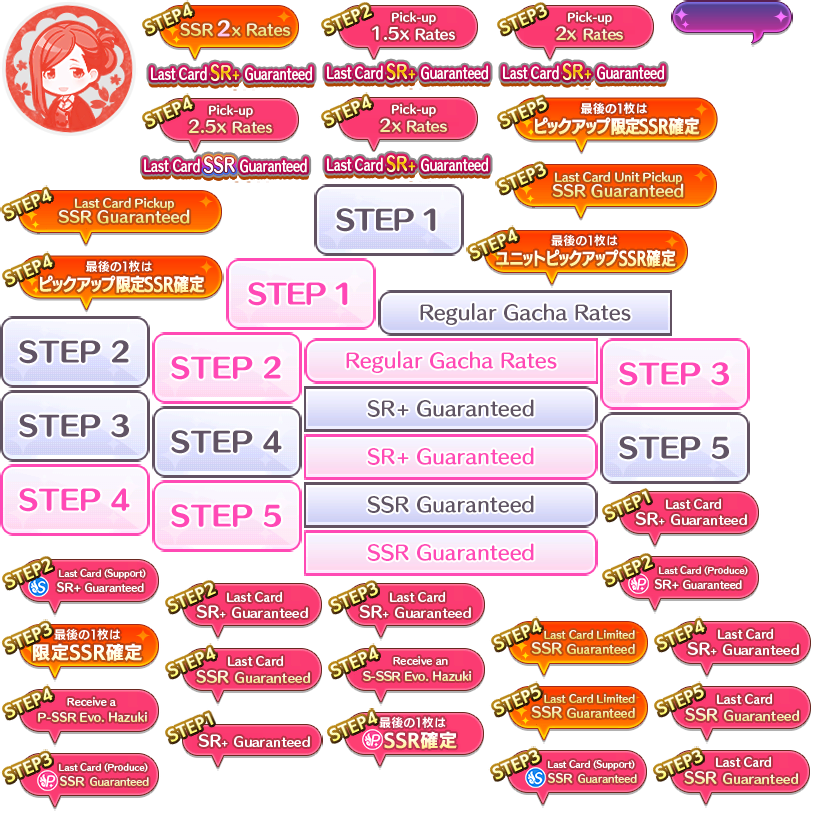 STEP4
SSR 2x Rates
Last Card SR+ Guaranteed
STEP2
Pick-up
1.5x Rates
Last Card SR+ Guaranteed
STEP3
Pick-up
2x Rates
Last Card SR+ Guaranteed
STEP4
Pick-up
2.5x Rates
Last Card SSR Guaranteed
STEP4
Pick-up
2x Rates
Last Card SR+ Guaranteed
STEP5
最後の1枚は
ピックアップ限定SSR確定
STEP3
Last Card Unit Pickup
SSR Guaranteed
STEP4
Last Card Pickup
SSR Guaranteed
STEP 1
STEP4
最後の1枚は
ユニットピックアップSSR確定
STEP4
最後の1枚は
ピックアップ限定SSR確定
STEP 1
Regular Gacha Rates
STEP 2
STEP 2
Regular Gacha Rates
STEP 3
STEP 3
STEP 4
SR+ Guaranteed
SR+ Guaranteed
STEP 5
STEP 4
STEP 5
SSR Guaranteed
SSR Guaranteed
STEP1
Last Card
SR+ Guaranteed
STEP2
Last Card (Support)
SR+ Guaranteed
STEP2
Last Card (Produce)
SR+ Guaranteed
STEP2
Last Card
SR+ Guaranteed
STEP3
Last Card
SR+ Guaranteed
STEP3
最後の1枚は
限定SSR確定
STEP4
Last Card
SSR Guaranteed
STEP4
Receive an
S-SSR Evo. Hazuki
STEP4
Last Card Limited
SSR Guaranteed
STEP4
Last Card
SR+ Guaranteed
STEP4
Receive a
P-SSR Evo. Hazuki
STEP1
SR+ Guaranteed
STEP4
最後の1枚は
SSR確定
STEP5
Last Card Limited
SSR Guaranteed
STEP5
Last Card
SSR Guaranteed
STEP3
Last Card (Produce)
SSR Guaranteed
STEP3
Last Card (Support)
SSR Guaranteed
STEP3
Last Card
SSR Guaranteed